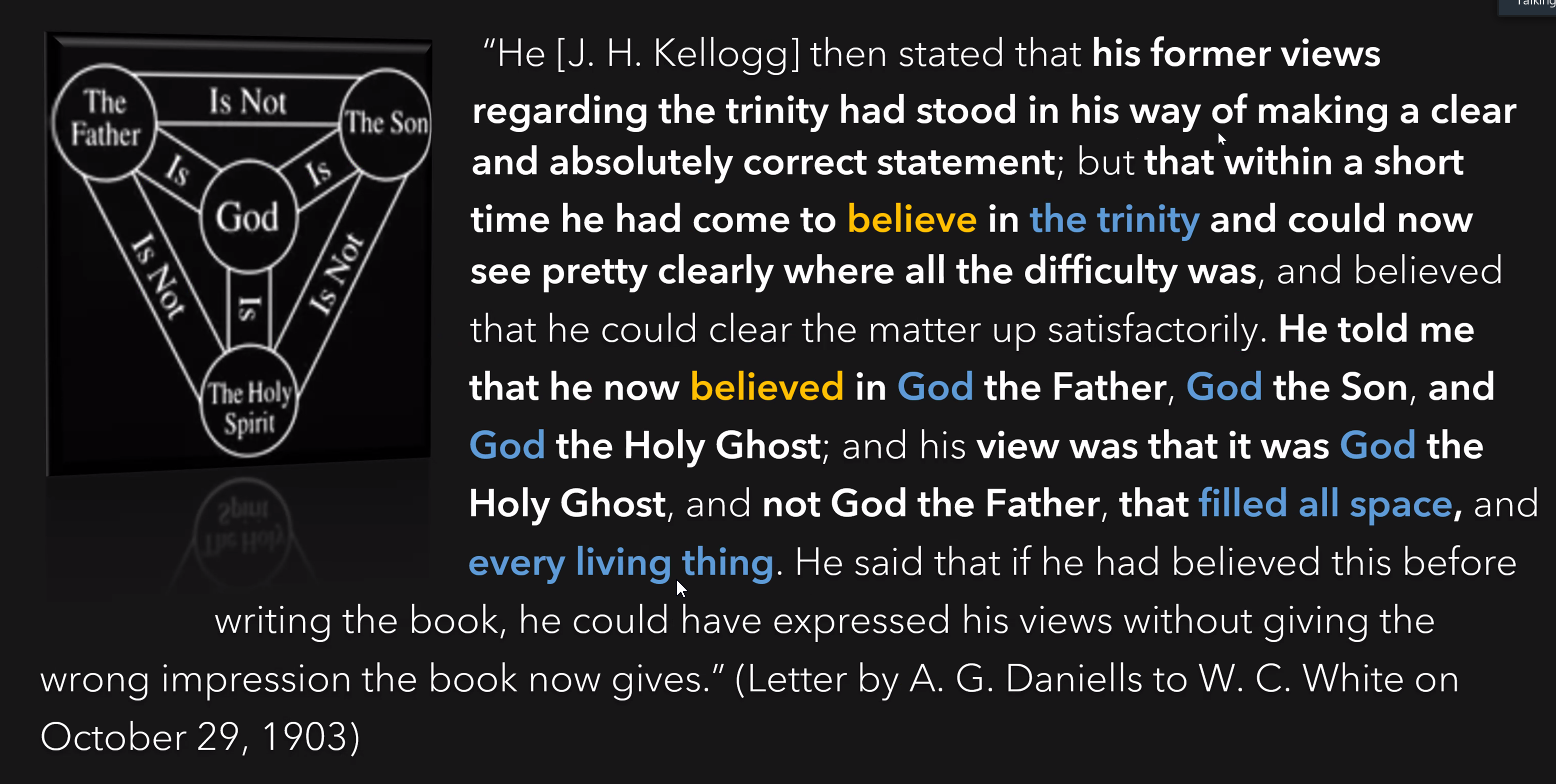 Talking
“He [J. H. Kellogg] then stated that his former views
regarding the trinity had stood in his way of making a clear
and absolutely correct statement; but that within a short
time he had come to believe in the trinity and could now
see pretty clearly where all the difficulty was, and believed
that he could clear the matter up satisfactorily. He told me
that he now believed in God the Father, God the Son, and
God the Holy Ghost; and his view was that it was God the
Holy Ghost, and not God the Father, that filled all space, and
every living thing. He said that if he had believed this before
writing the book, he could have expressed his views without giving the
wrong impression the book now gives.” (Letter by A. G. Daniells to W. C. White on
October 29, 1903)
The
Father
Is Not
The Son
Is
Is
God
Is Not
Is
Is Not
The Holy
Spirit